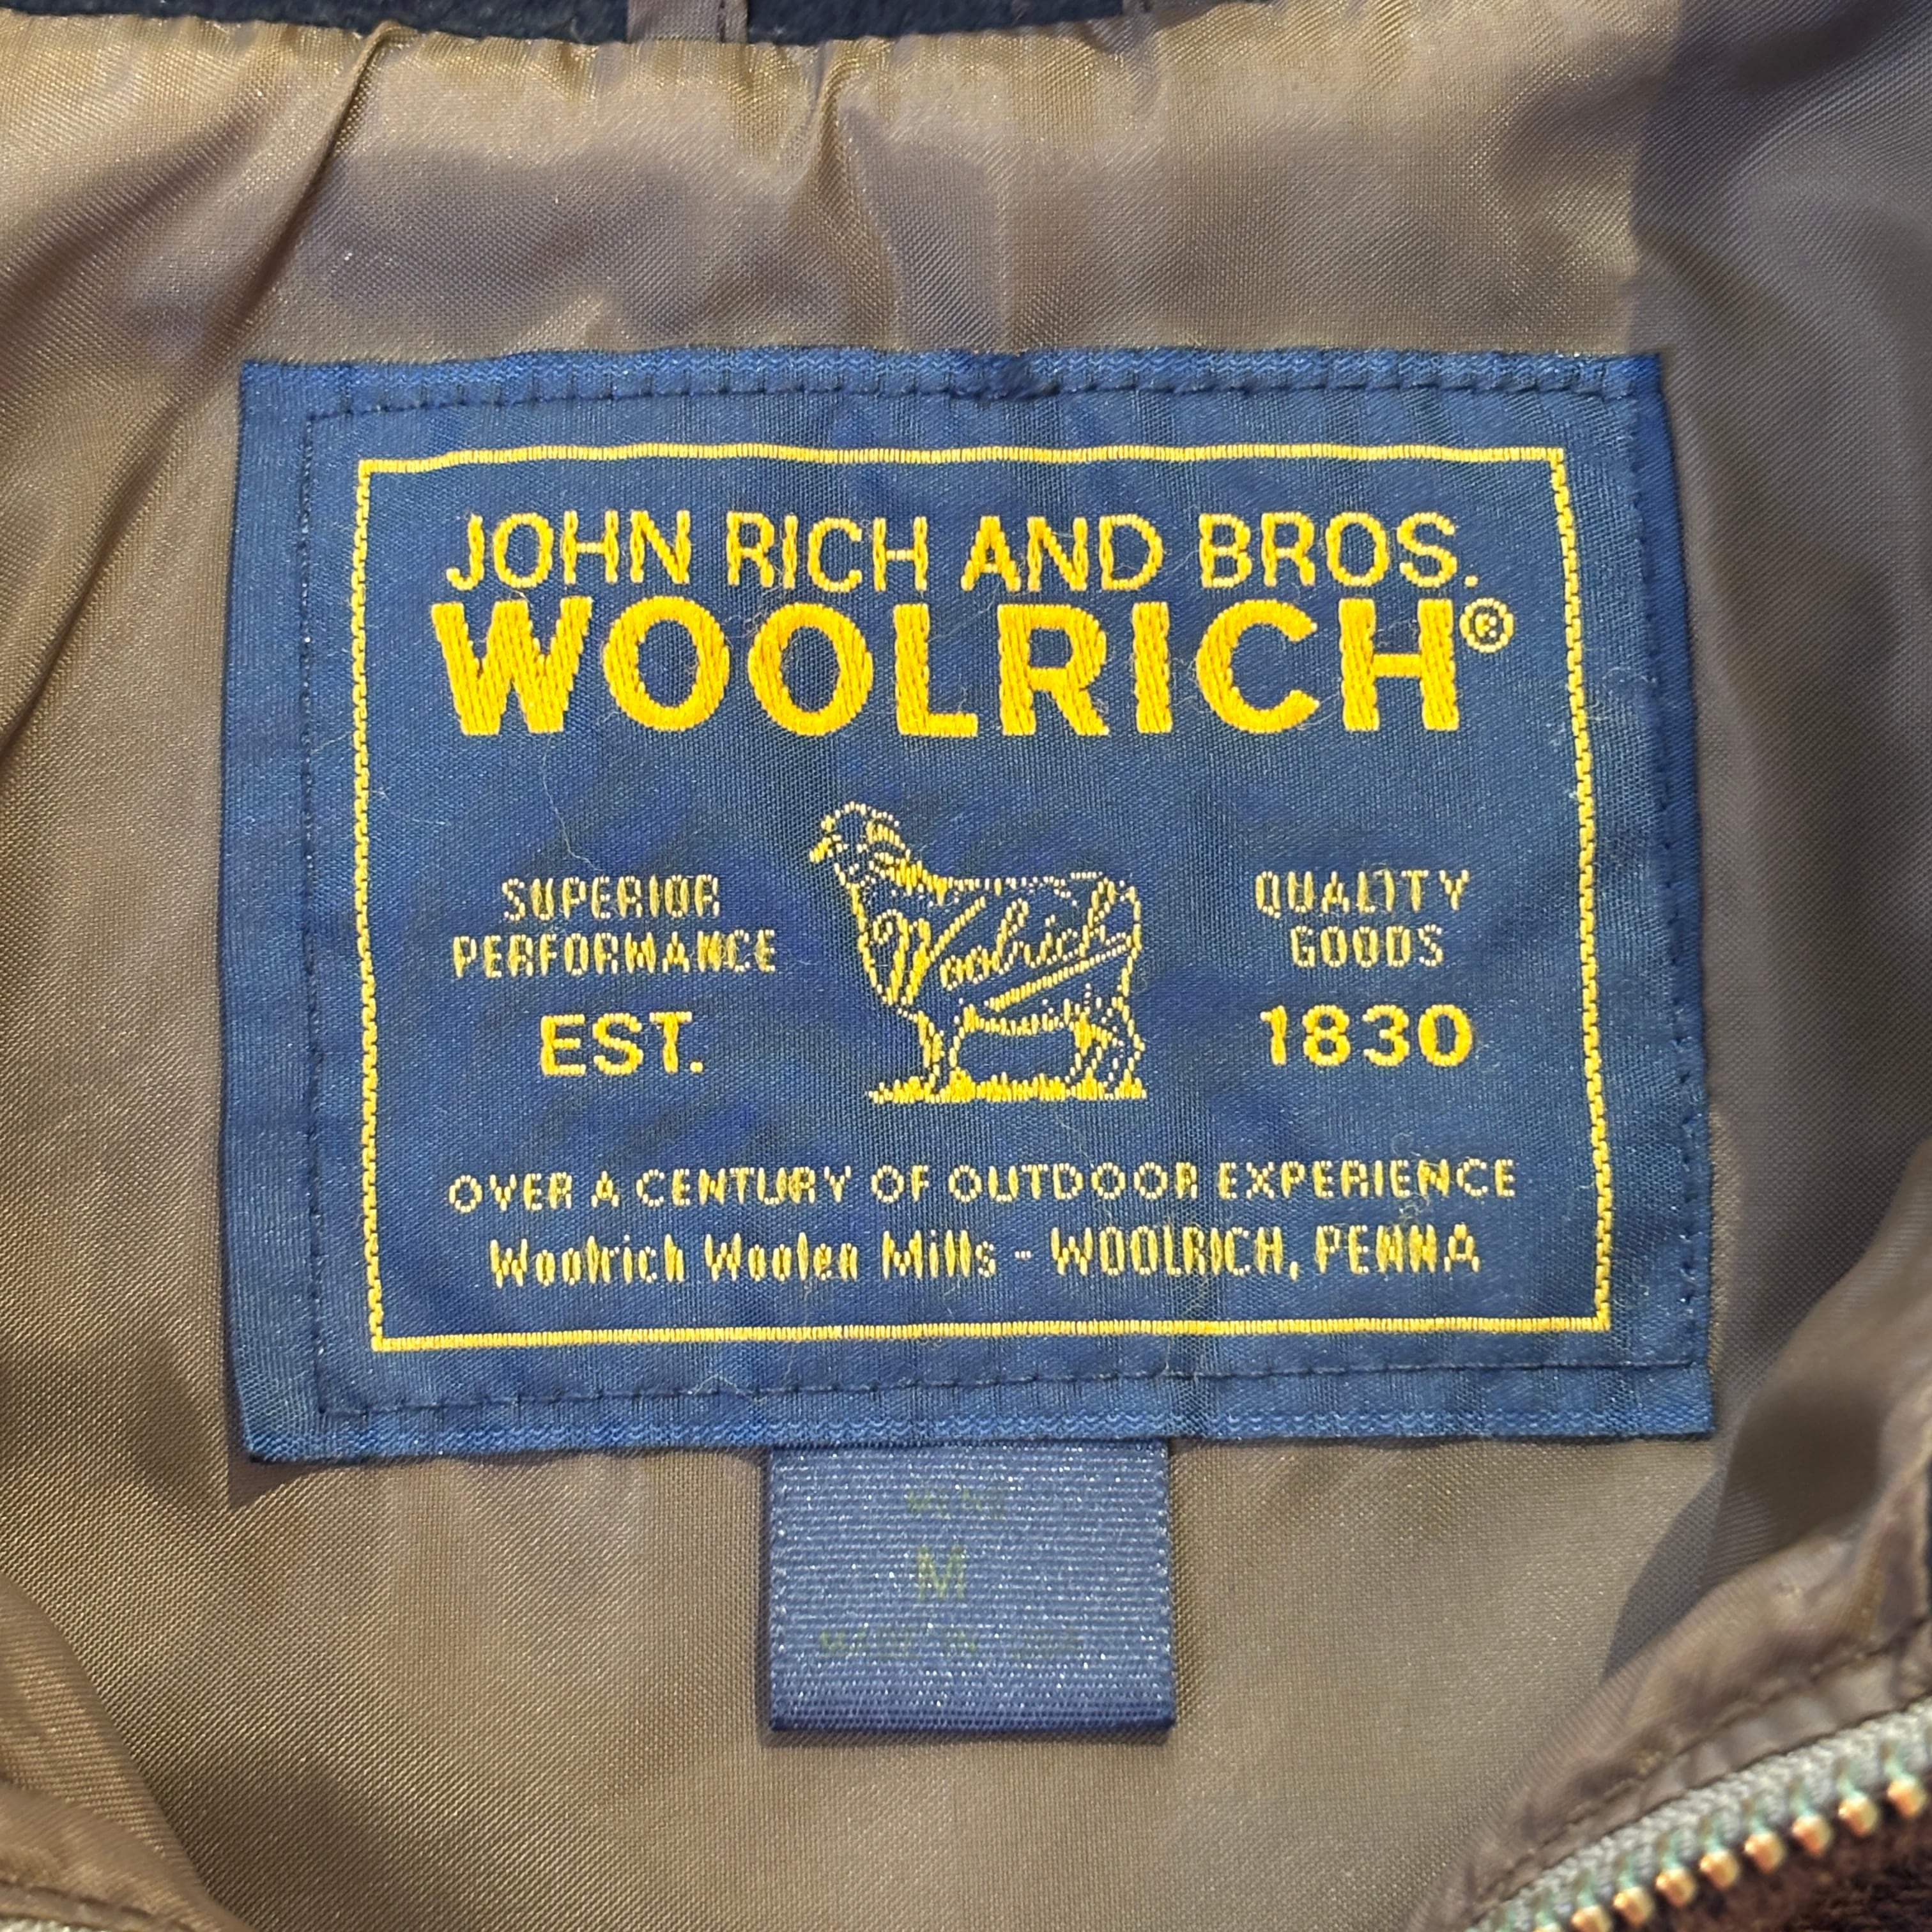 JOHN RICH AND BROS.
WOOLRICH®
Woolrich
SUPERIOR
PERFORMANCE
QUALITY
GOODS
EST.
1830
OVER A CENTURY OF OUTDOOR EXPERIENCE
Woolrich Woolen Mills - WOOLRICH, PENNA
M